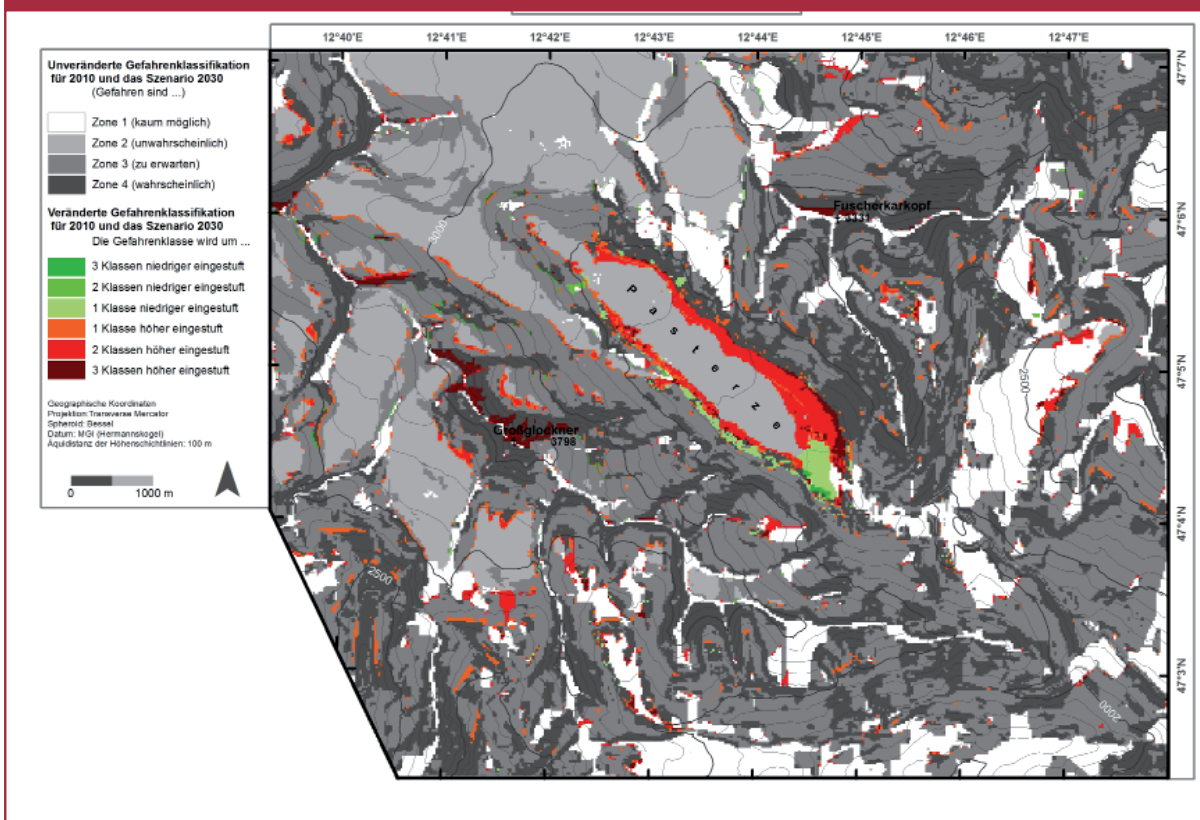 12°40'E 12°41'E 12°42'E 12°43'E 12°44'E 12°45'E 12°46'E 12°47'E
Unveränderte Gefahrenklassifikation
für 2010 und das Szenario 2030
(Gefahren sind ...)
Zone 1 (kaum möglich)
Zone 2 (unwahrscheinlich)
Zone 3 (zu erwarten)
Zone 4 (wahrscheinlich)
Veränderte Gefahrenklassifikation
für 2010 und das Szenario 2030
Die Gefahrenklasse wird um ...
3 Klassen niedriger eingestuft
2 Klassen niedriger eingestuft
1 Klasse niedriger eingestuft
1 Klasse höher eingestuft
2 Klassen höher eingestuft
3 Klassen höher eingestuft
Geographische Koordinaten
Projektion:Transverse Mercator
Spheroid: Bessel
Datum: MGI (Hermannskogel)
Äquidistanz der Höhenschichtlinien: 100 m
0 1000 m
47°7'N
Fuscherkarkopf
3331
47°6'N
3000
Pasterze
47°5'N
2500
Großglockner
3798
47°4'N
2500
47°3'N
2000